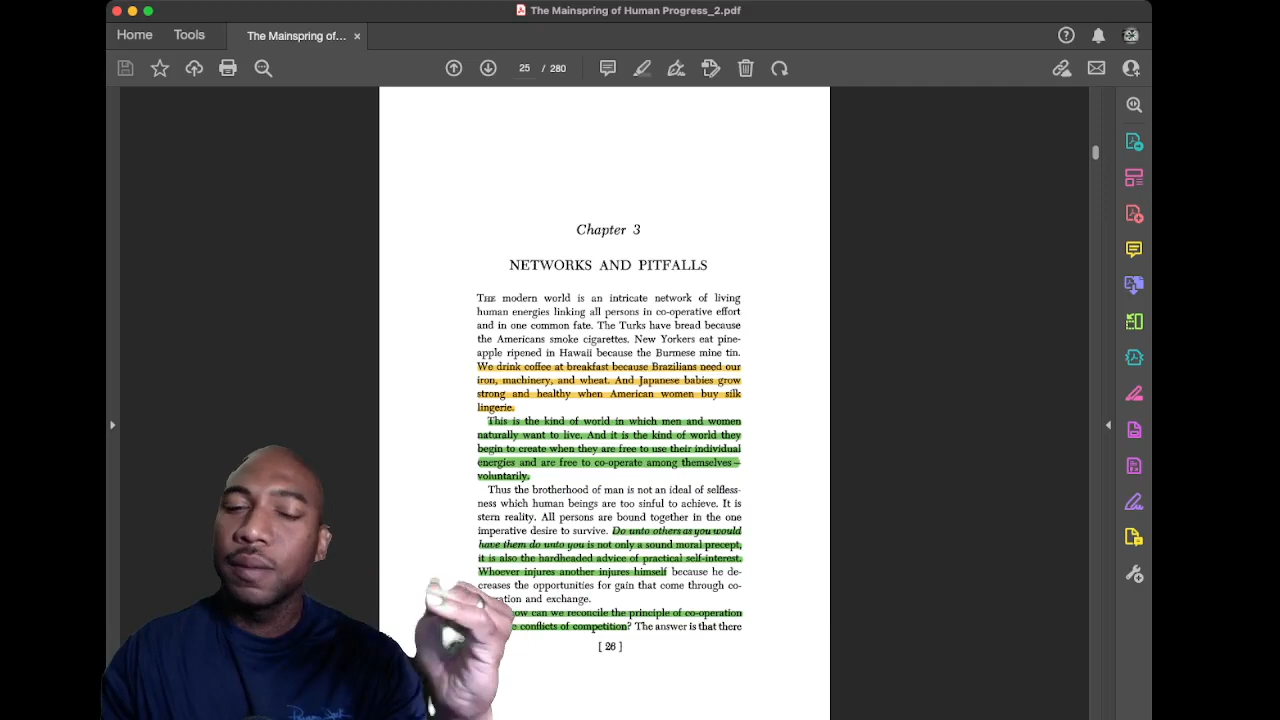 The Mainspring of Human Progress_2.pdf
Home Tools The Mainspring of... ×
25 / 280
Chapter 3
NETWORKS AND PITFALLS
THE modern world is an intricate network of living
human energies linking all persons in co-operative effort
and in one common fate. The Turks have bread because
the Americans smoke cigarettes. New Yorkers eat pine-
apple ripened in Hawaii because the Burmese mine tin.
We drink coffee at breakfast because Brazilians need our
iron, machinery, and wheat. And Japanese babies grow
strong and healthy when American women buy silk
lingerie.
This is the kind of world in which men and women
naturally want to live. And it is the kind of world they
begin to create when they are free to use their individual
energies and are free to co-operate among themselves—
voluntarily.
Thus the brotherhood of man is not an ideal of selfless-
ness which human beings are too sinful to achieve. It is
stern reality. All persons are bound together in the one
imperative desire to survive. Do unto others as you would
have them do unto you is not only a sound moral precept,
it is also the hardheaded advice of practical self-interest.
Whoever injures another injures himself because he de-
creases the opportunities for gain that come through co-
and exchange.
how can we reconcile the principle of co-operation
conflicts of competition? The answer is that there
[ 26 ]